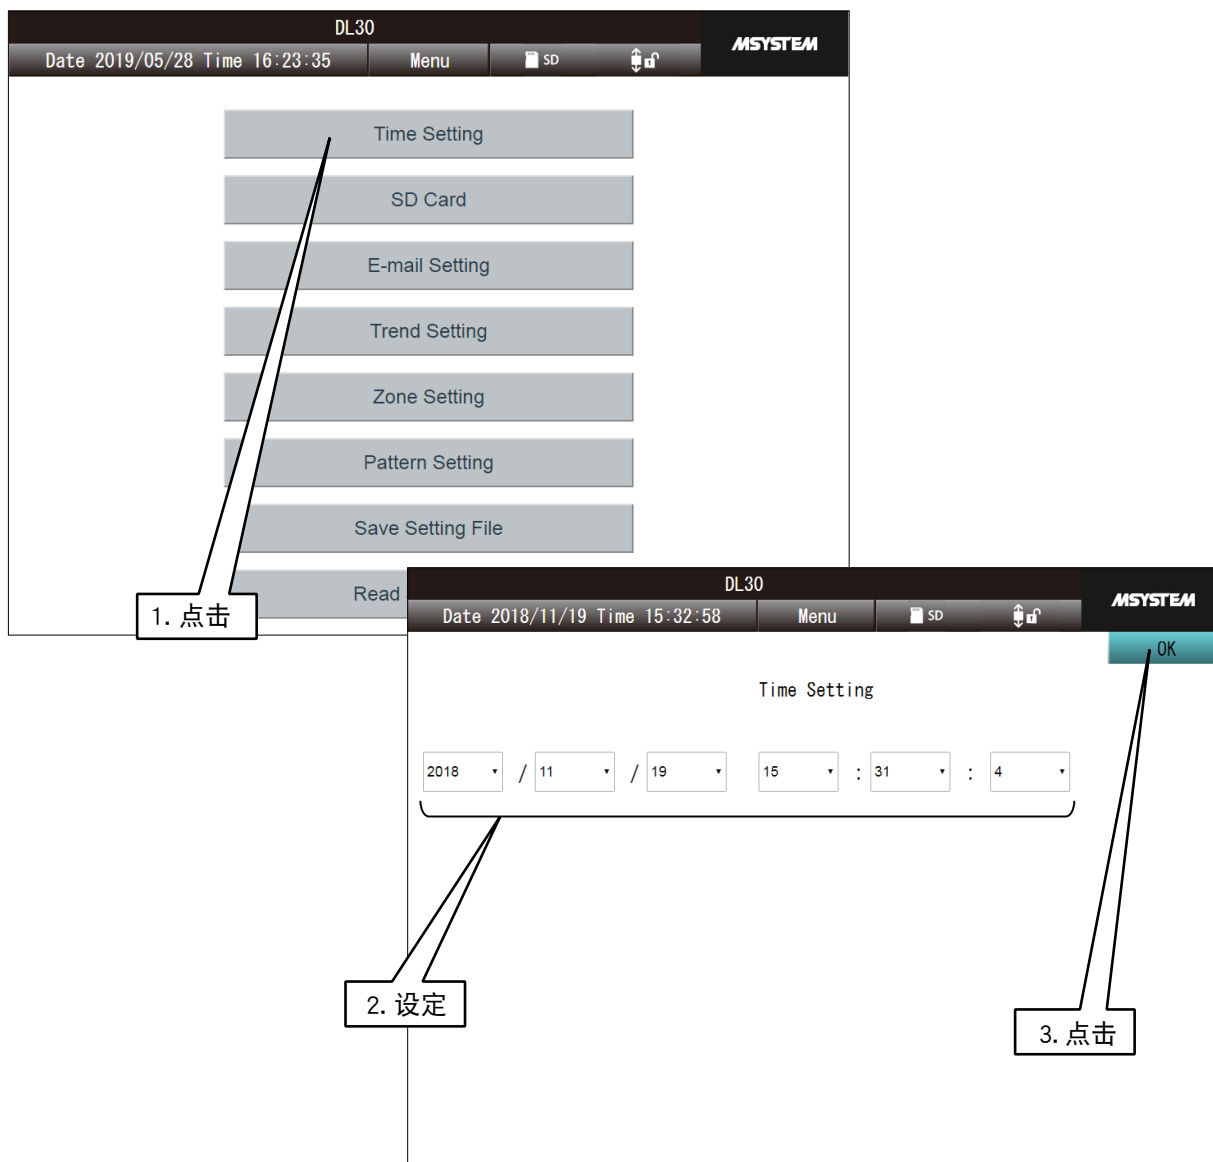 DL30
MSYSTEM
Date 2019/05/28 Time 16:23:35 Menu SD
Time Setting
SD Card
E-mail Setting
Trend Setting
Zone Setting
Pattern Setting
Save Setting File
Read
1. 点击
DL30
MSYSTEM
Date 2018/11/19 Time 15:32:58 Menu SD
OK
Time Setting
2018 / 11 / 19 15 : 31 : 4
2. 设定
3. 点击